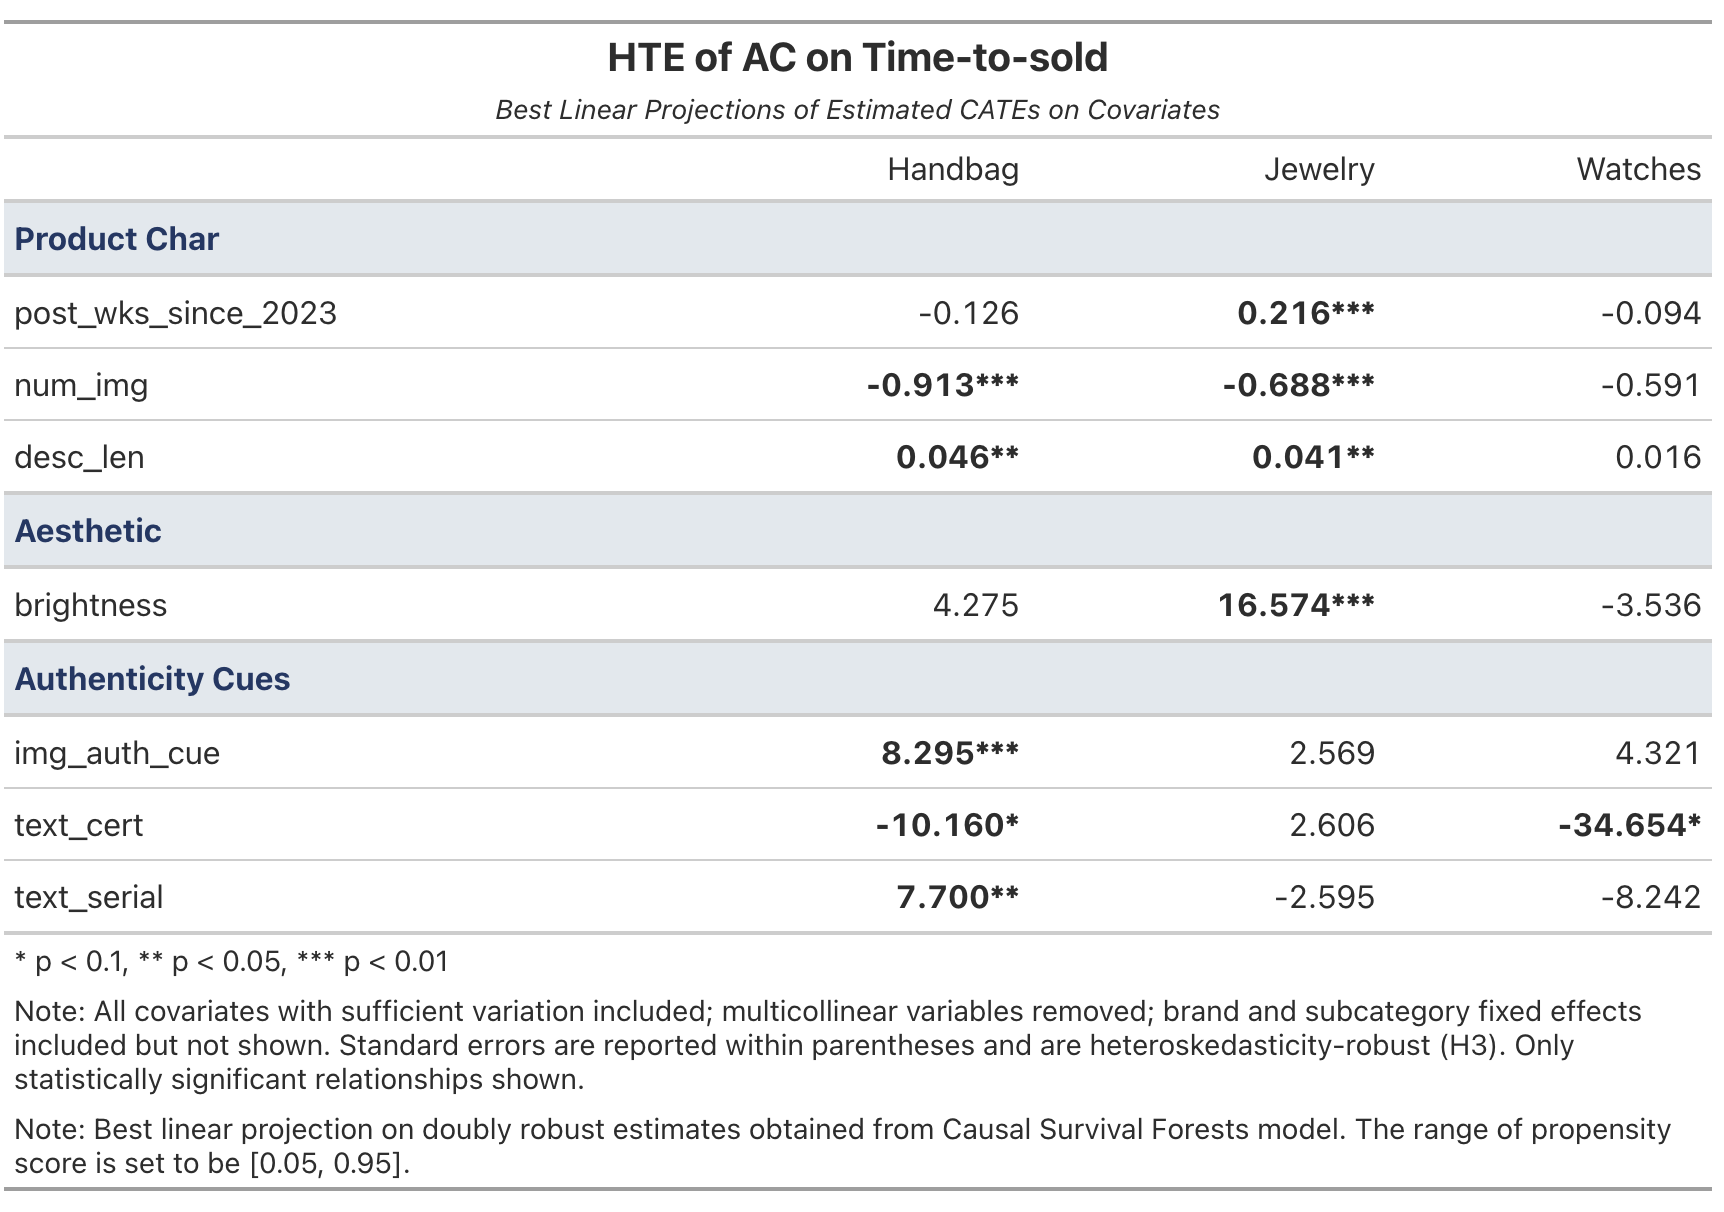 HTE of AC on Time-to-sold
Best Linear Projections of Estimated CATEs on Covariates
Handbag Jewelry Watches
Product Char
post_wks_since_2023 -0.126 0.216*** -0.094
num_img -0.913*** -0.688*** -0.591
desc_len 0.046** 0.041** 0.016
Aesthetic
brightness 4.275 16.574*** -3.536
Authenticity Cues
img_auth_cue 8.295*** 2.569 4.321
text_cert -10.160* 2.606 -34.654*
text_serial 7.700** -2.595 -8.242
* p < 0.1, ** p < 0.05, *** p < 0.01
Note: All covariates with sufficient variation included; multicollinear variables removed; brand and subcategory fixed effects
included but not shown. Standard errors are reported within parentheses and are heteroskedasticity-robust (H3). Only
statistically significant relationships shown.
Note: Best linear projection on doubly robust estimates obtained from Causal Survival Forests model. The range of propensity
score is set to be [0.05, 0.95].